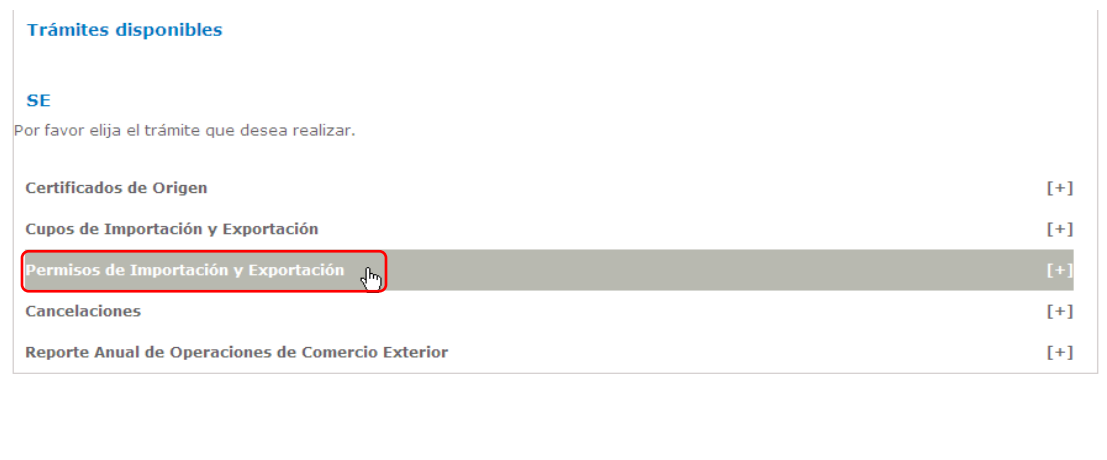 Trámites disponibles
SE
Por favor elija el trámite que desea realizar.
Certificados de Origen [+]
Cupos de Importación y Exportación [+]
Permisos de Importación y Exportación [+]
Cancelaciones [+]
Reporte Anual de Operaciones de Comercio Exterior [+]